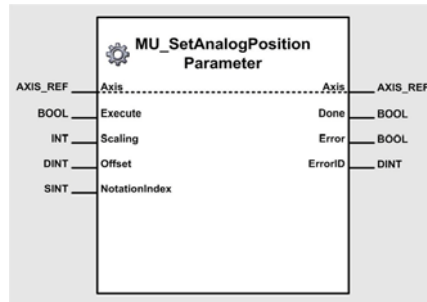 MU_SetAnalogPosition
Parameter
AXIS_REF Axis Axis AXIS_REF
BOOL Execute Done BOOL
INT Scaling Error BOOL
DINT Offset ErrorID DINT
SINT NotationIndex